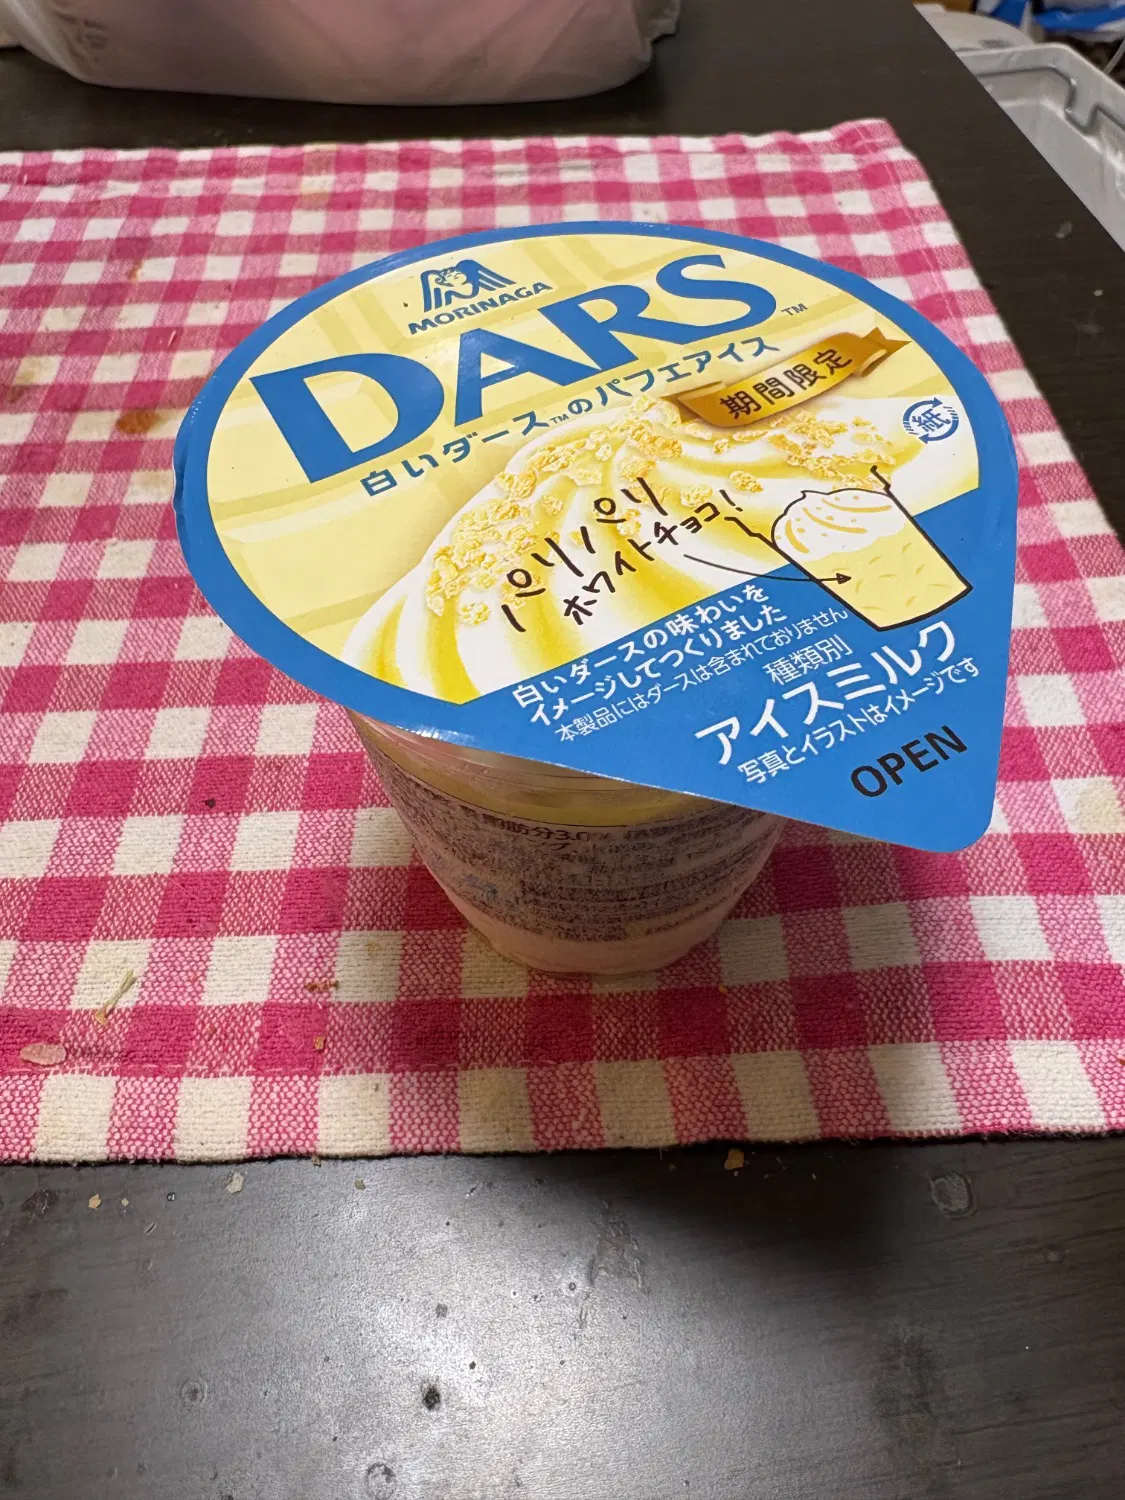 MORINAGA
DARS™
白いダース™のパフェアイス
期間限定
紙
パリパリ
ホワイトチョコ!
白いダースの味わいを
イメージしてつくりました
本製品にはダースは含まれておりません
種類別
アイスミルク
写真とイラストはイメージです
OPEN
脂肪分3.0%